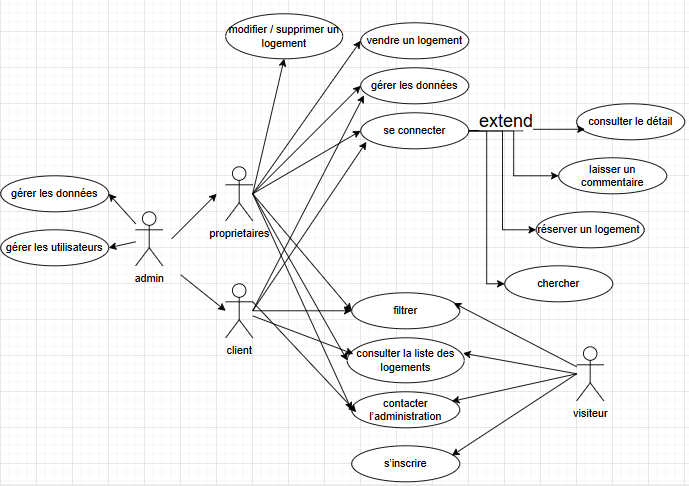 modifier / supprimer un
logement
vendre un logement
gérer les données
se connecter
extend
consulter le détail
laisser un
commentaire
réserver un logement
chercher
gérer les données
gérer les utilisateurs
admin
proprietaires
client
filtrer
consulter la liste des
logements
contacter
l'administration
s'inscrire
visiteur